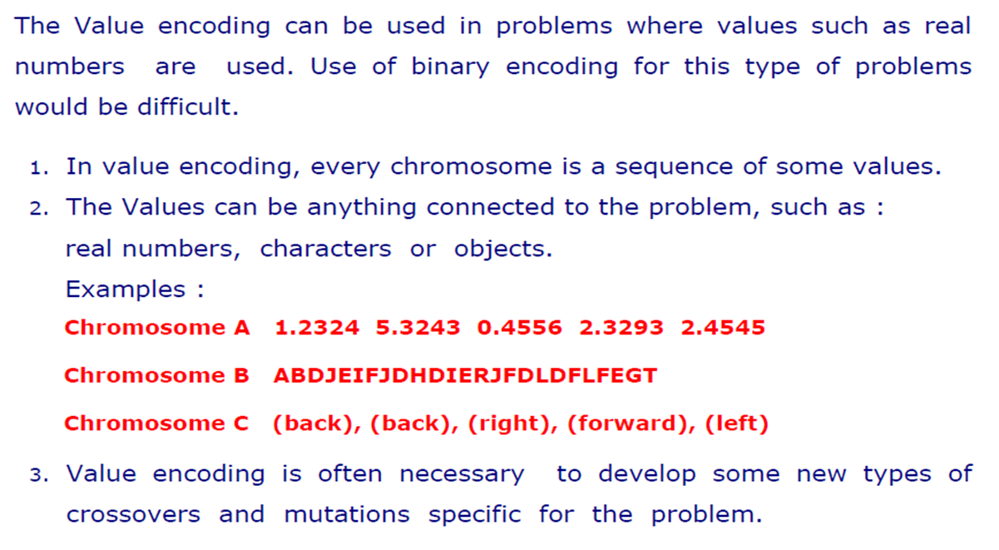 The Value encoding can be used in problems where values such as real
numbers are used. Use of binary encoding for this type of problems
would be difficult.
1. In value encoding, every chromosome is a sequence of some values.
2. The Values can be anything connected to the problem, such as :
real numbers, characters or objects.
Examples :
Chromosome A 1.2324 5.3243 0.4556 2.3293 2.4545
Chromosome B ABDJEIFJDHDIERJFDLDFLFEGT
Chromosome C (back), (back), (right), (forward), (left)
3. Value encoding is often necessary to develop some new types of
crossovers and mutations specific for the problem.